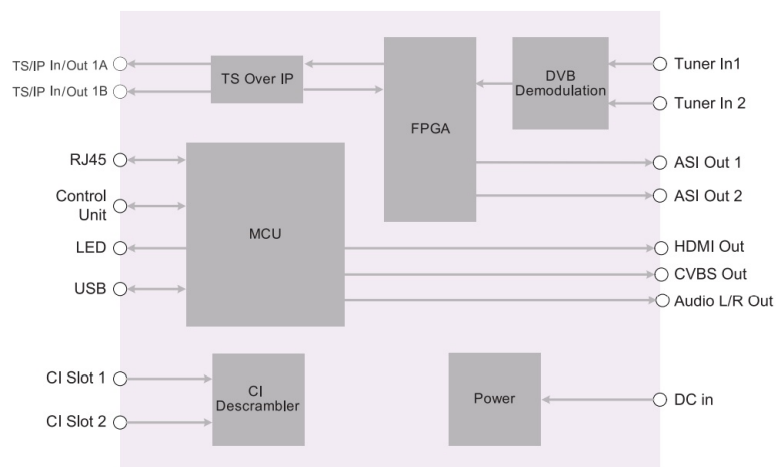 TS/IP In/Out 1A
TS/IP In/Out 1B
TS Over IP
FPGA
DVB
Demodulation
Tuner In1
Tuner In 2
RJ45
Control
Unit
LED
USB
MCU
ASI Out 1
ASI Out 2
HDMI Out
CVBS Out
Audio L/R Out
CI Slot 1
CI Slot 2
CI
Descrambler
Power
DC in